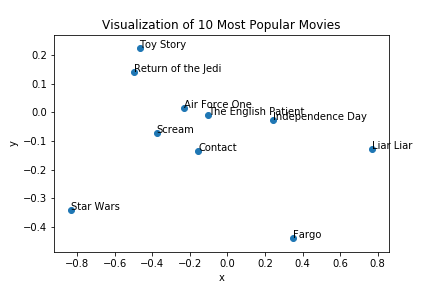 Visualization of 10 Most Popular Movies
Toy Story
Return of the Jedi
Air Force One
The English Patient
Independence Day
Scream
Contact
Liar Liar
Star Wars
Fargo
y
0.2
0.1
0.0
−0.1
−0.2
−0.3
−0.4
−0.8 −0.6 −0.4 −0.2 0.0 0.2 0.4 0.6 0.8
x